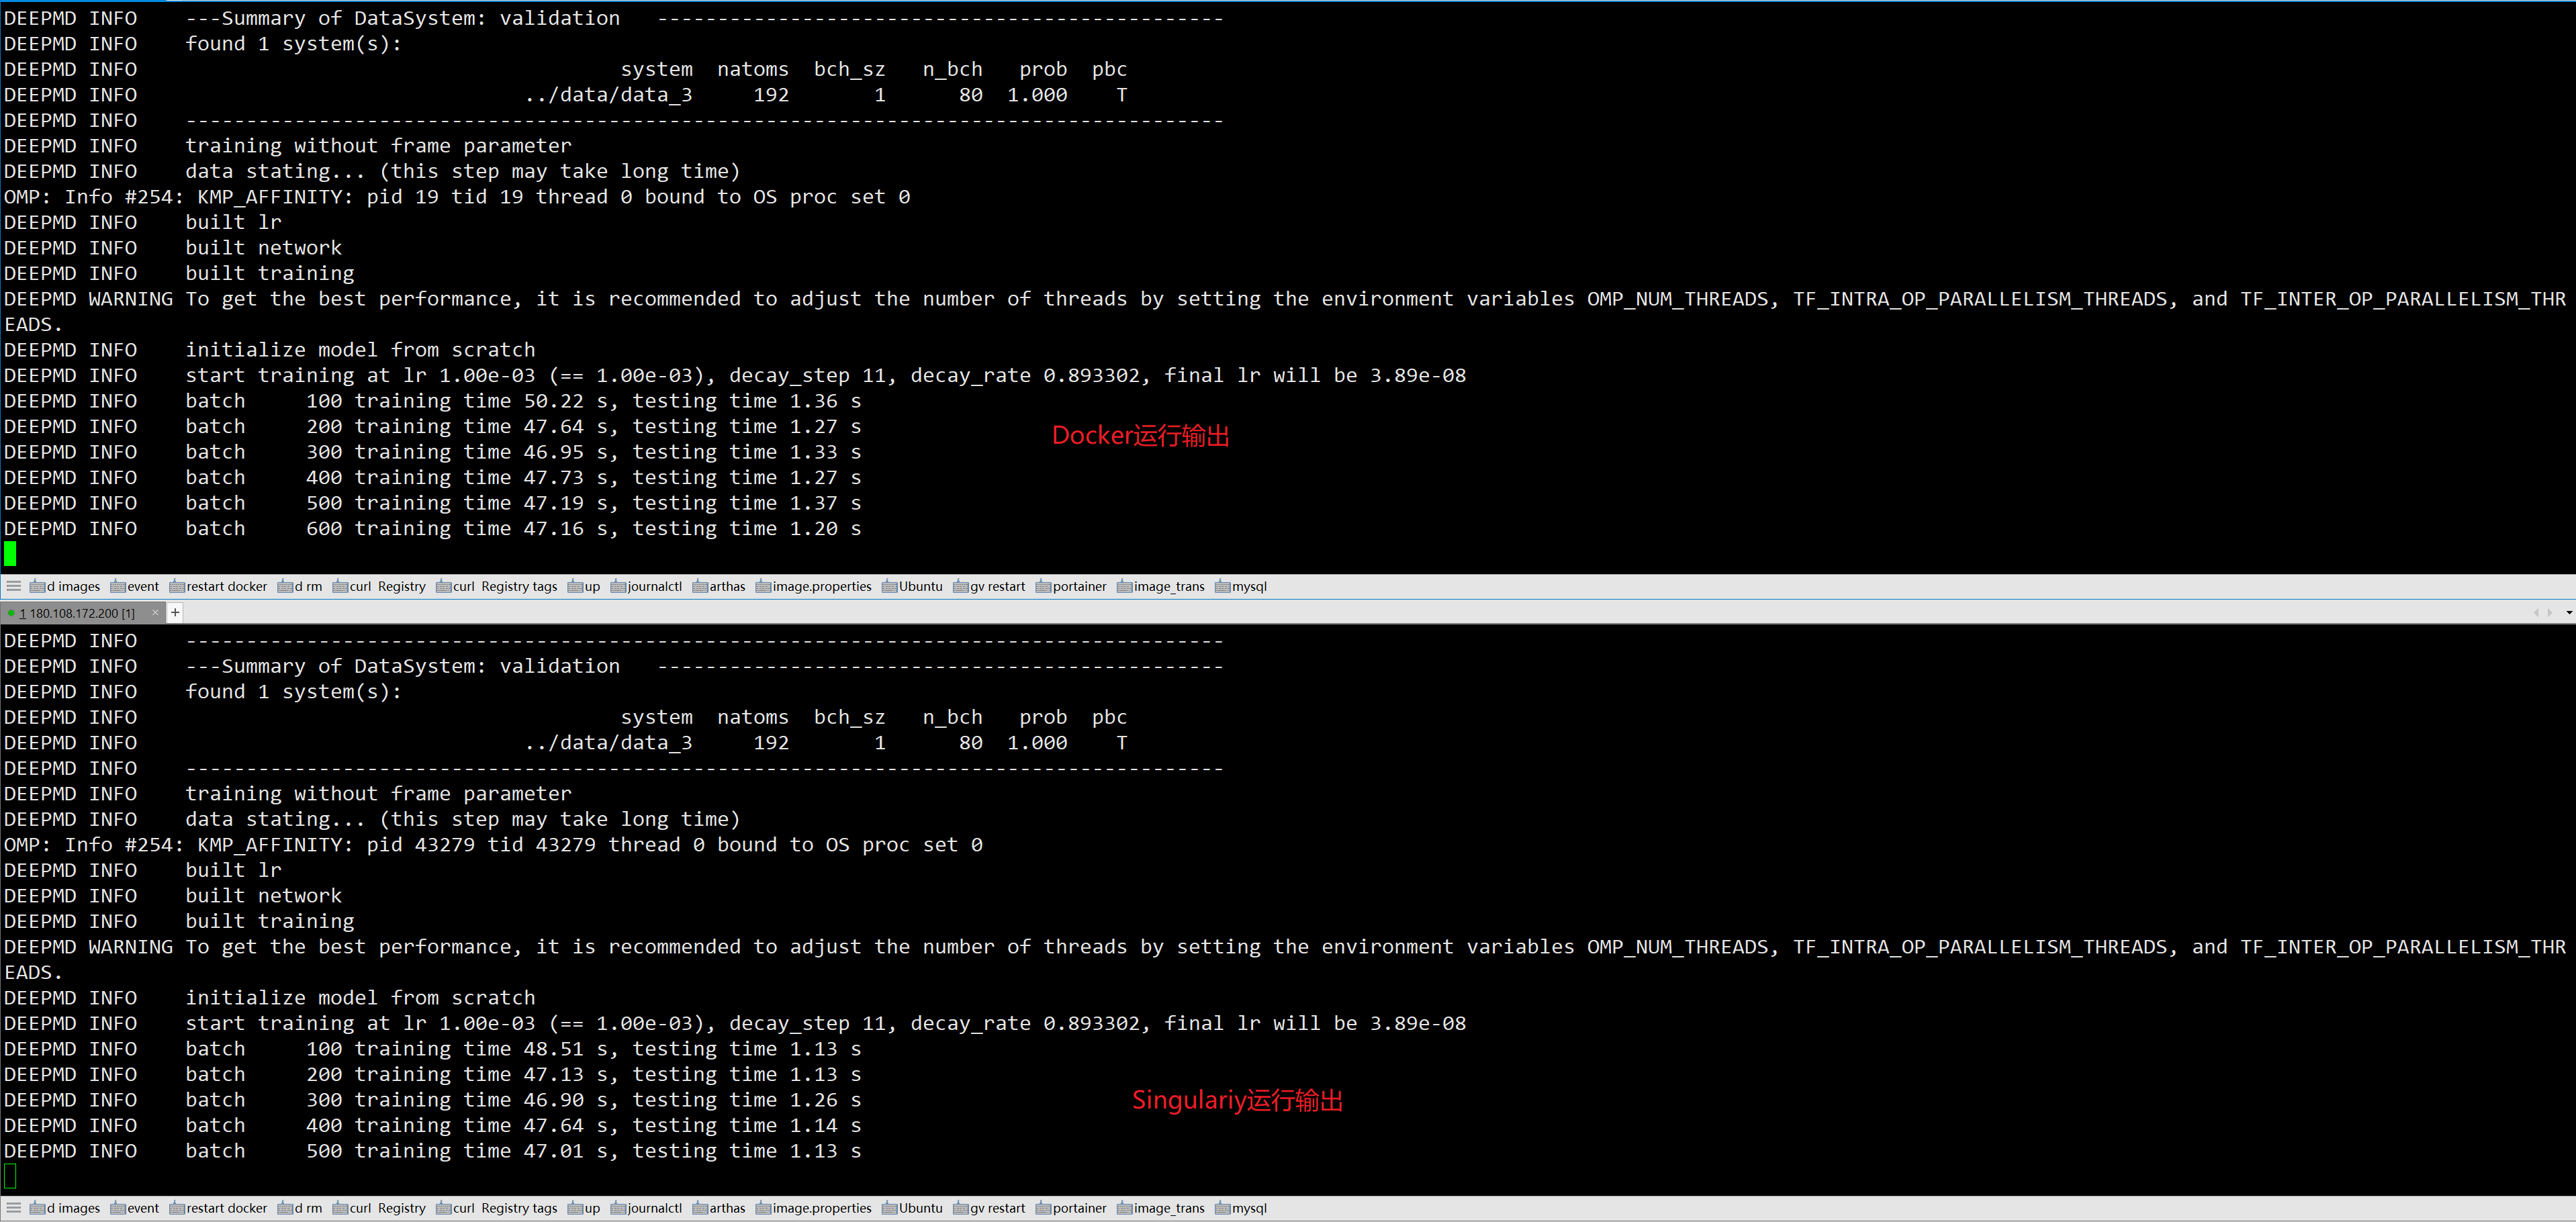 DEEPMD INFO    ---Summary of DataSystem: validation   -----------------------------------------------
DEEPMD INFO    found 1 system(s):
DEEPMD INFO                                        system  natoms  bch_sz   n_bch   prob  pbc
DEEPMD INFO                                ../data/data_3     192       1      80  1.000    T
DEEPMD INFO    --------------------------------------------------------------------------------------
DEEPMD INFO    training without frame parameter
DEEPMD INFO    data stating... (this step may take long time)
OMP: Info #254: KMP_AFFINITY: pid 19 tid 19 thread 0 bound to OS proc set 0
DEEPMD INFO    built lr
DEEPMD INFO    built network
DEEPMD INFO    built training
DEEPMD WARNING To get the best performance, it is recommended to adjust the number of threads by setting the environment variables OMP_NUM_THREADS, TF_INTRA_OP_PARALLELISM_THREADS, and TF_INTER_OP_PARALLELISM_THR
EADS.
DEEPMD INFO    initialize model from scratch
DEEPMD INFO    start training at lr 1.00e-03 (== 1.00e-03), decay_step 11, decay_rate 0.893302, final lr will be 3.89e-08
DEEPMD INFO    batch     100 training time 50.22 s, testing time 1.36 s
DEEPMD INFO    batch     200 training time 47.64 s, testing time 1.27 s
Docker运行输出
DEEPMD INFO    batch     300 training time 46.95 s, testing time 1.33 s
DEEPMD INFO    batch     400 training time 47.73 s, testing time 1.27 s
DEEPMD INFO    batch     500 training time 47.19 s, testing time 1.37 s
DEEPMD INFO    batch     600 training time 47.16 s, testing time 1.20 s
d images event restart docker d rm curl Registry curl Registry tags up journalctl arthas image.properties Ubuntu gv restart portainer image_trans mysql
1 180.108.172.200 [1] × +
DEEPMD INFO    --------------------------------------------------------------------------------------
DEEPMD INFO    ---Summary of DataSystem: validation   -----------------------------------------------
DEEPMD INFO    found 1 system(s):
DEEPMD INFO                                        system  natoms  bch_sz   n_bch   prob  pbc
DEEPMD INFO                                ../data/data_3     192       1      80  1.000    T
DEEPMD INFO    --------------------------------------------------------------------------------------
DEEPMD INFO    training without frame parameter
DEEPMD INFO    data stating... (this step may take long time)
OMP: Info #254: KMP_AFFINITY: pid 43279 tid 43279 thread 0 bound to OS proc set 0
DEEPMD INFO    built lr
DEEPMD INFO    built network
DEEPMD INFO    built training
DEEPMD WARNING To get the best performance, it is recommended to adjust the number of threads by setting the environment variables OMP_NUM_THREADS, TF_INTRA_OP_PARALLELISM_THREADS, and TF_INTER_OP_PARALLELISM_THR
EADS.
DEEPMD INFO    initialize model from scratch
DEEPMD INFO    start training at lr 1.00e-03 (== 1.00e-03), decay_step 11, decay_rate 0.893302, final lr will be 3.89e-08
DEEPMD INFO    batch     100 training time 48.51 s, testing time 1.13 s
DEEPMD INFO    batch     200 training time 47.13 s, testing time 1.13 s
DEEPMD INFO    batch     300 training time 46.90 s, testing time 1.26 s
Singulariy运行输出
DEEPMD INFO    batch     400 training time 47.64 s, testing time 1.14 s
DEEPMD INFO    batch     500 training time 47.01 s, testing time 1.13 s
d images event restart docker d rm curl Registry curl Registry tags up journalctl arthas image.properties Ubuntu gv restart portainer image_trans mysql